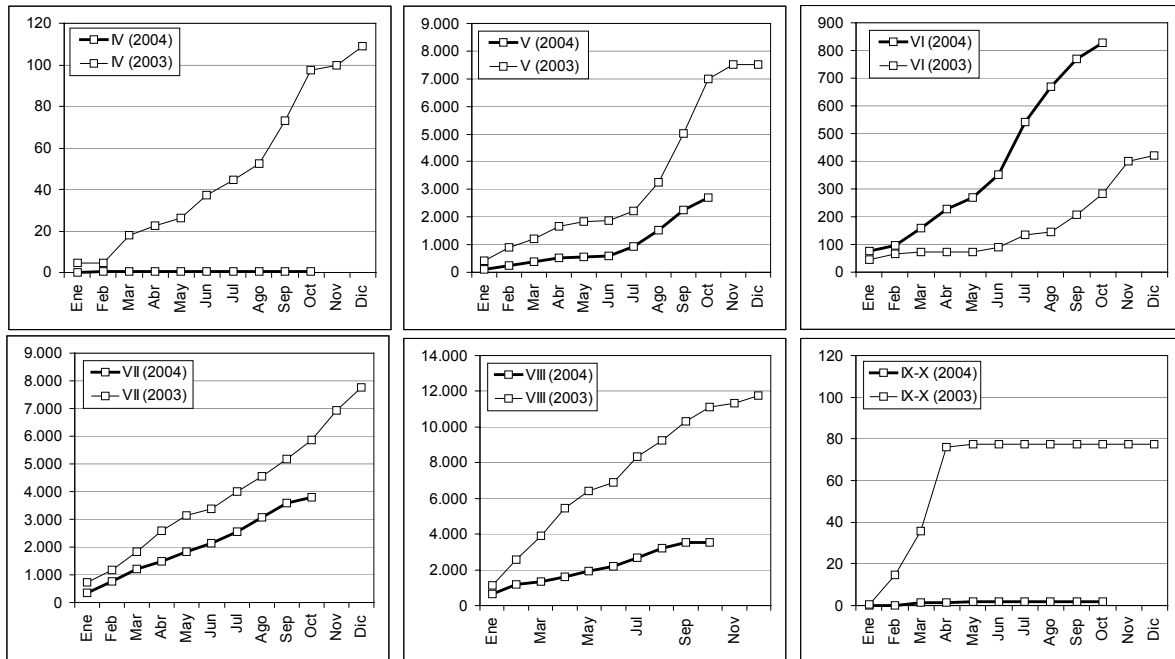 120
100
80
60
40
20
0
IV (2004)
IV (2003)
Ene Feb Mar Abr May Jun Jul Ago Sep Oct Nov Dic
9.000
8.000
7.000
6.000
5.000
4.000
3.000
2.000
1.000
0
V (2004)
V (2003)
Ene Feb Mar Abr May Jun Jul Ago Sep Oct Nov Dic
900
800
700
600
500
400
300
200
100
0
VI (2004)
VI (2003)
Ene Feb Mar Abr May Jun Jul Ago Sep Oct Nov Dic
9.000
8.000
7.000
6.000
5.000
4.000
3.000
2.000
1.000
0
VII (2004)
VII (2003)
Ene Feb Mar Abr May Jun Jul Ago Sep Oct Nov Dic
14.000
12.000
10.000
8.000
6.000
4.000
2.000
0
VIII (2004)
VIII (2003)
Ene Mar May Jul Sep Nov
120
100
80
60
40
20
0
IX-X (2004)
IX-X (2003)
Ene Feb Mar Abr May Jun Jul Ago Sep Oct Nov Dic